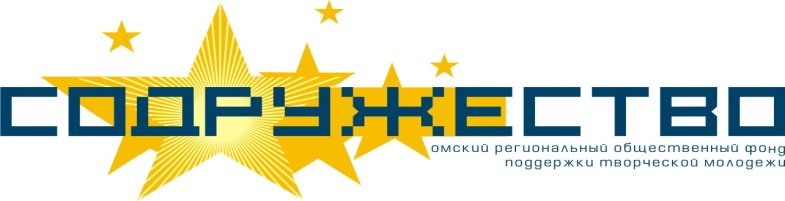 СОДРУЖЕСТВО
омский региональный общественный фонд
поддержки творческой молодежи